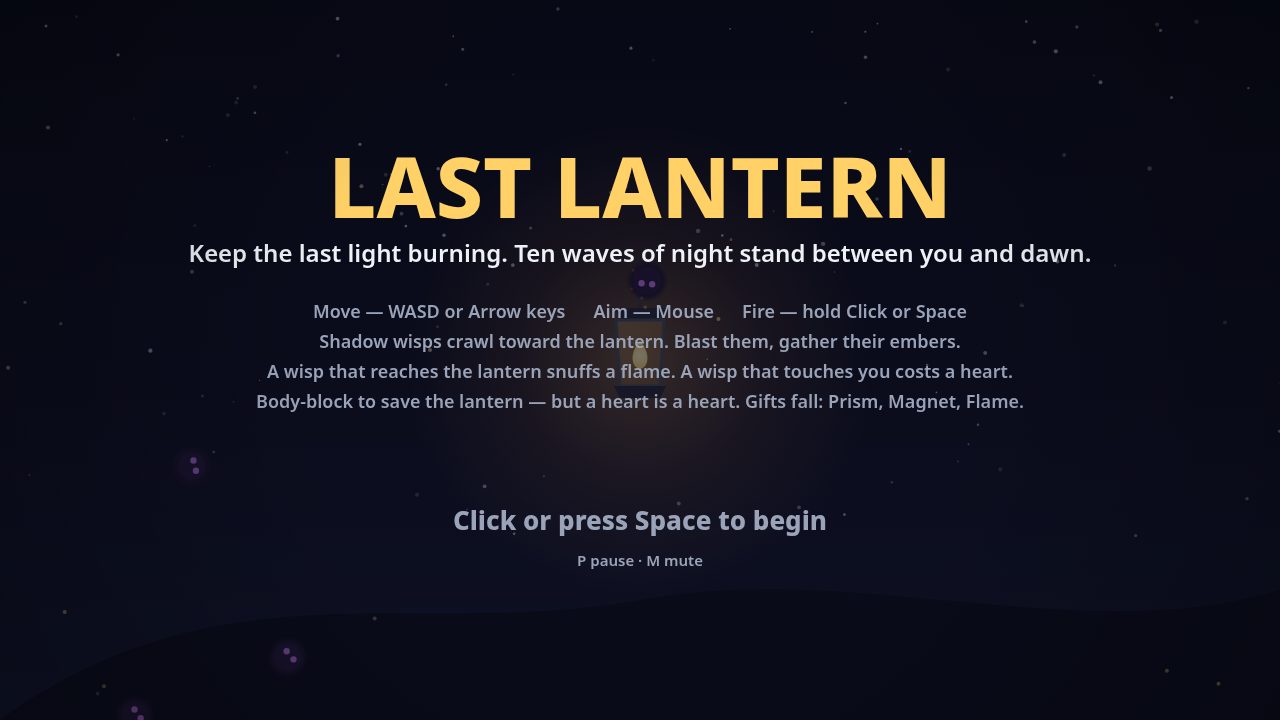 LAST LANTERN
Keep the last light burning. Ten waves of night stand between you and dawn.
Move — WASD or Arrow keys Aim — Mouse Fire — hold Click or Space
Shadow wisps crawl toward the lantern. Blast them, gather their embers.
A wisp that reaches the lantern snuffs a flame. A wisp that touches you costs a heart.
Body-block to save the lantern — but a heart is a heart. Gifts fall: Prism, Magnet, Flame.
Click or press Space to begin
P pause · M mute